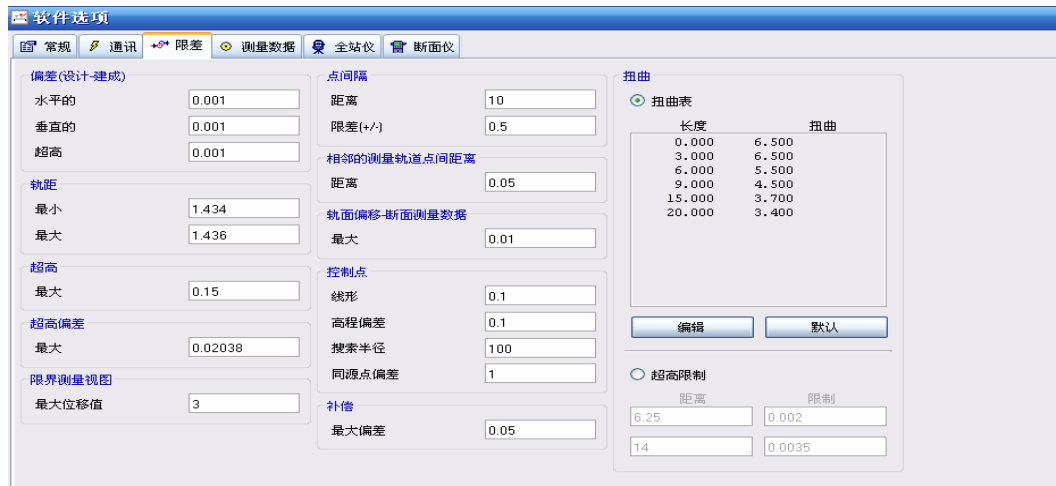 软件选项
常规 通讯 限差 测量数据 全站仪 断面仪
偏差(设计-建成)
水平的 0.001
垂直的 0.001
超高 0.001
轨距
最小 1.434
最大 1.436
超高
最大 0.15
超高偏差
最大 0.02038
限界测量视图
最大位移值 3
点间隔
距离 10
限差(+/-) 0.5
相邻的测量轨道点间距离
距离 0.05
轨面偏移-断面测量数据
最大 0.01
控制点
线形 0.1
高程偏差 0.1
搜索半径 100
同源点偏差 1
补偿
最大偏差 0.05
扭曲
扭曲表
长度 扭曲
0.000 6.500
3.000 6.500
6.000 5.500
9.000 4.500
15.000 3.700
20.000 3.400
编辑 默认
超高限制
距离 限制
6.25 0.002
14 0.0035